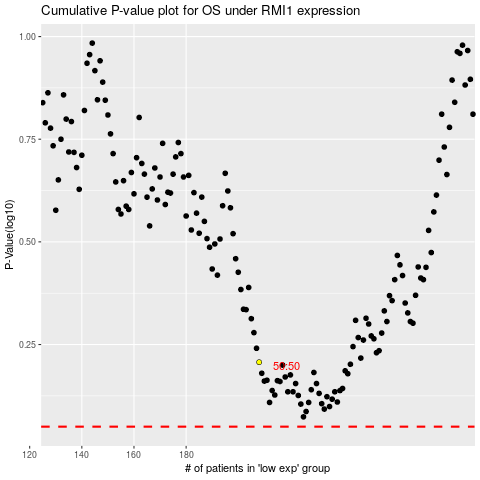 Cumulative P-value plot for OS under RMI1 expression
P-Value(log10)
1.00
0.75
0.50
0.25
50:50
120 140 160 180
# of patients in 'low exp' group